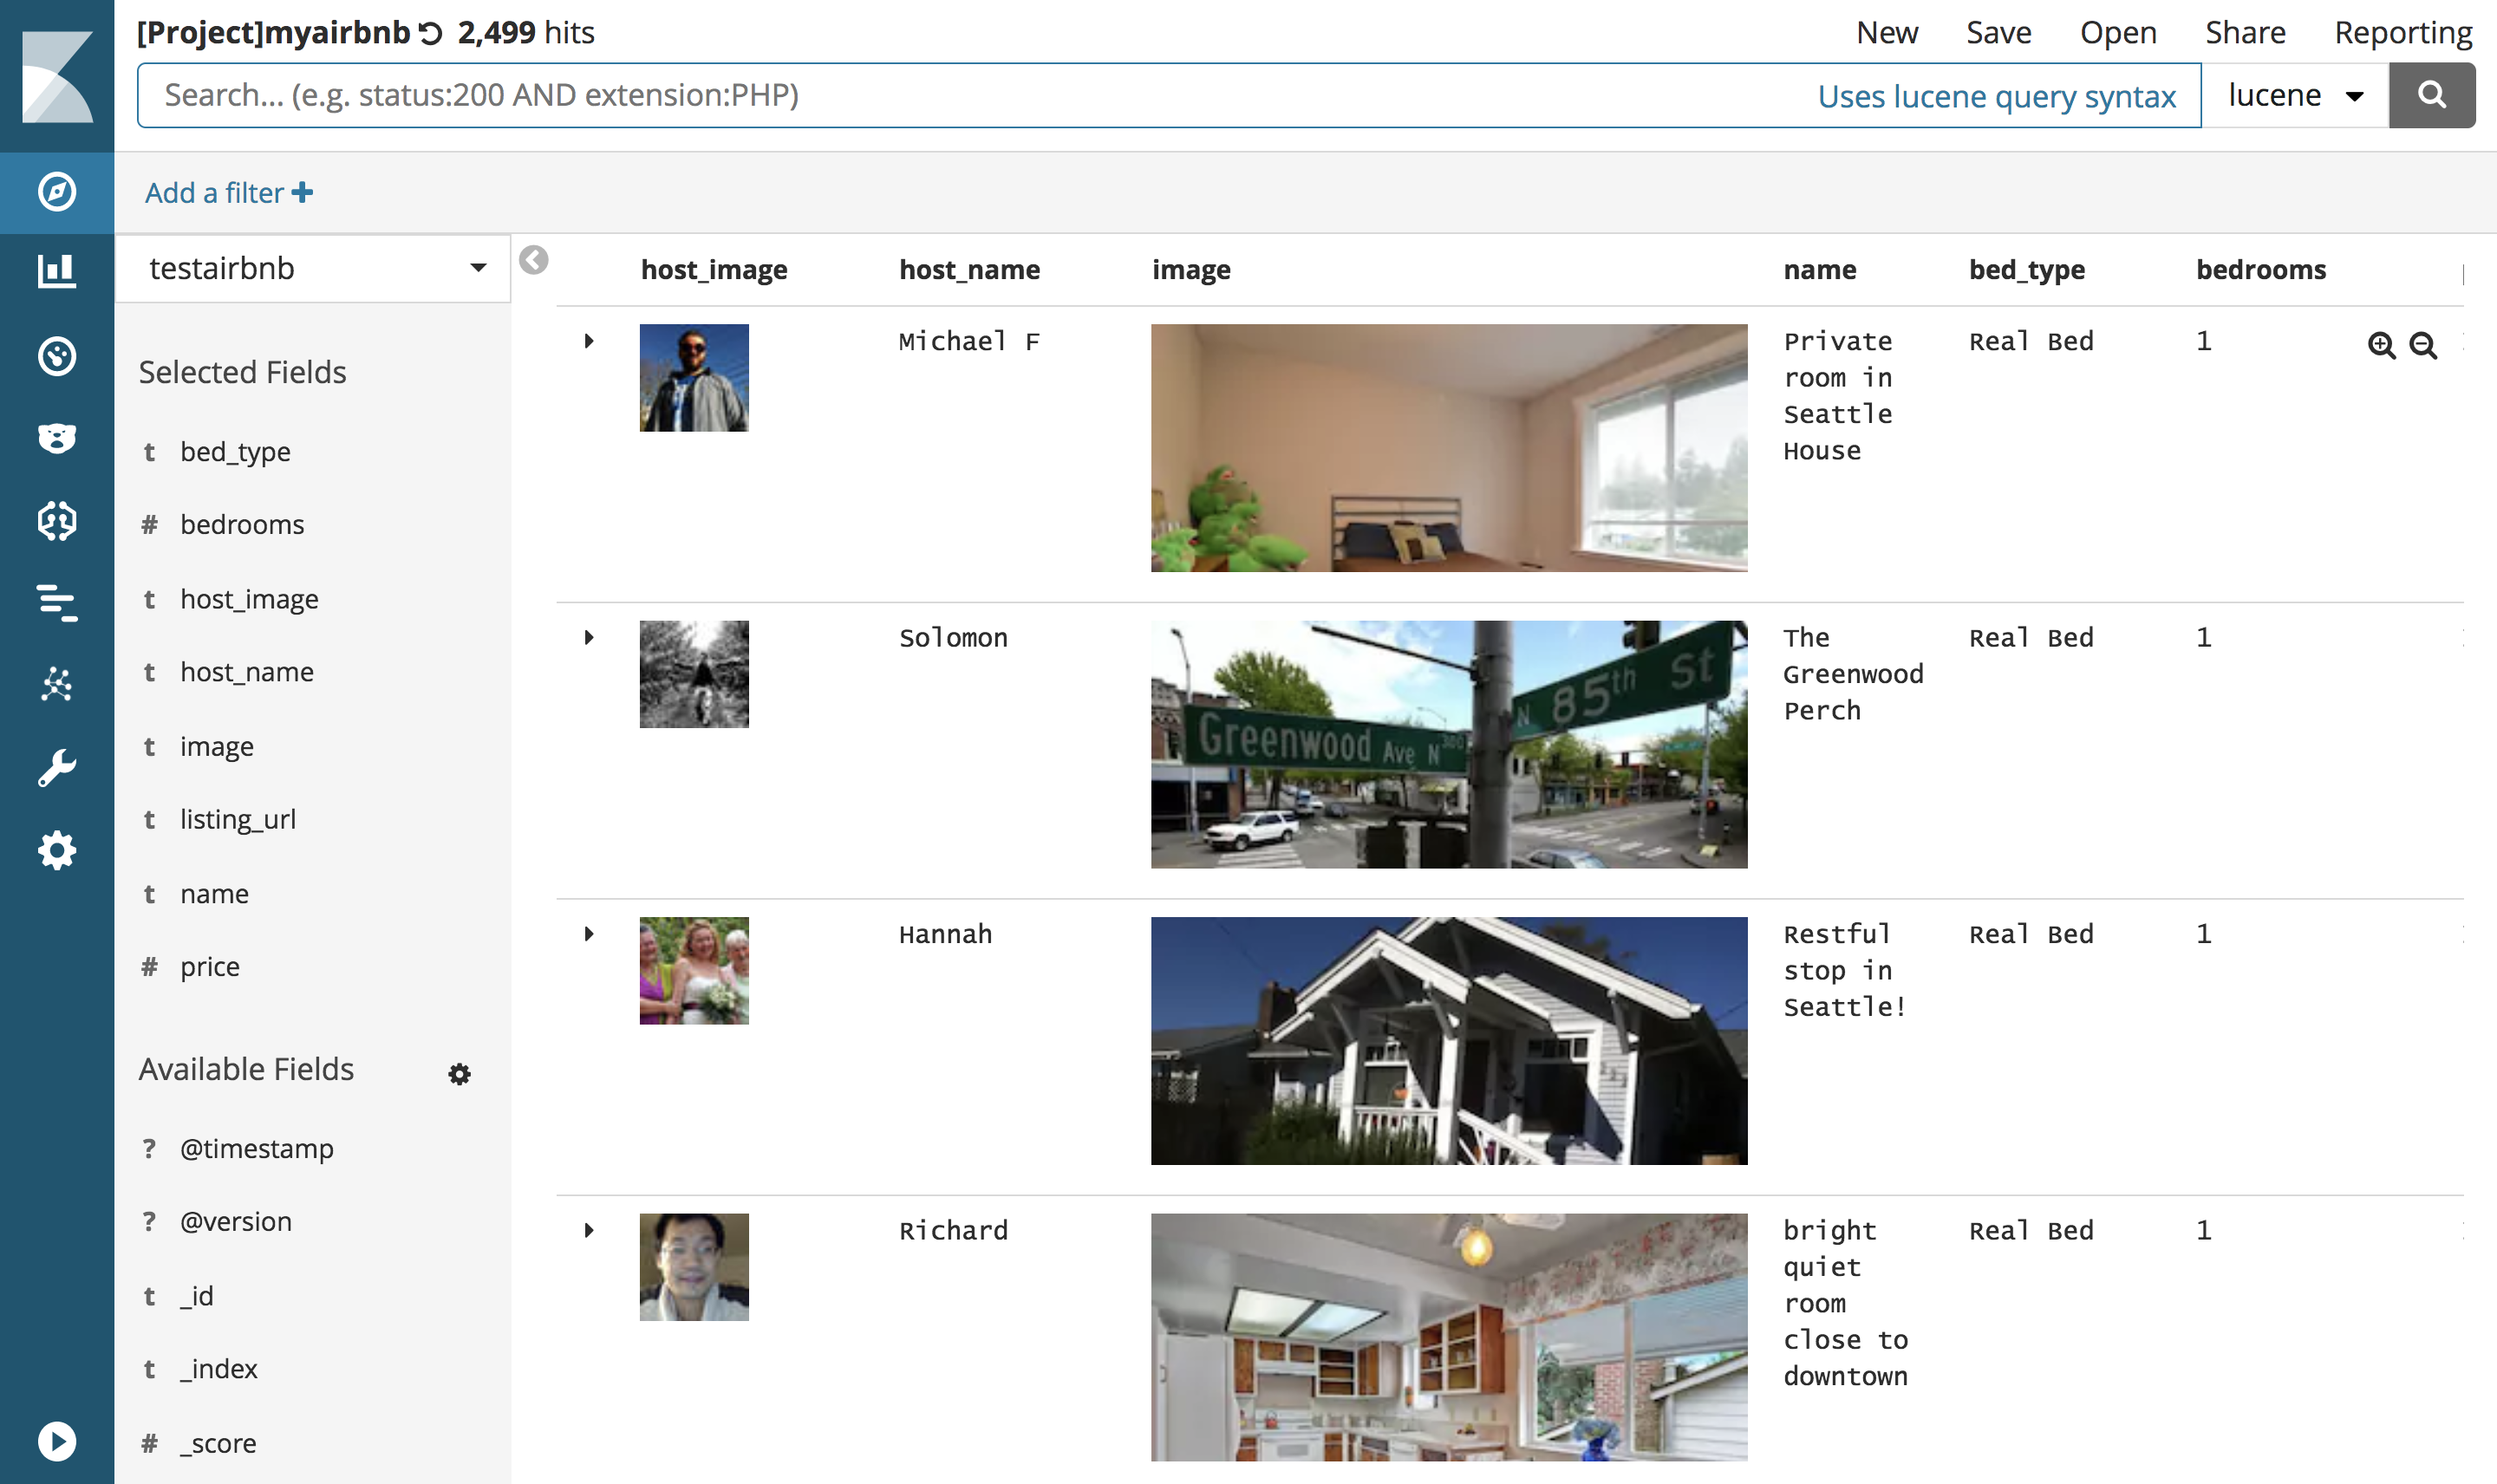 [Project]myairbnb 2,499 hits
New Save Open Share Reporting
Search... (e.g. status:200 AND extension:PHP)
Uses lucene query syntax
lucene
Add a filter
testairbnb
Selected Fields
t bed_type
# bedrooms
t host_image
t host_name
t image
t listing_url
t name
# price
Available Fields
? @timestamp
? @version
t _id
t _index
# _score
host_image host_name image name bed_type bedrooms
Michael F
Private
room in
Seattle
House
Real Bed
1
Solomon
Greenwood Ave N
N 85th St
The
Greenwood
Perch
Real Bed
1
Hannah
Restful
stop in
Seattle!
Real Bed
1
Richard
bright
quiet
room
close to
downtown
Real Bed
1